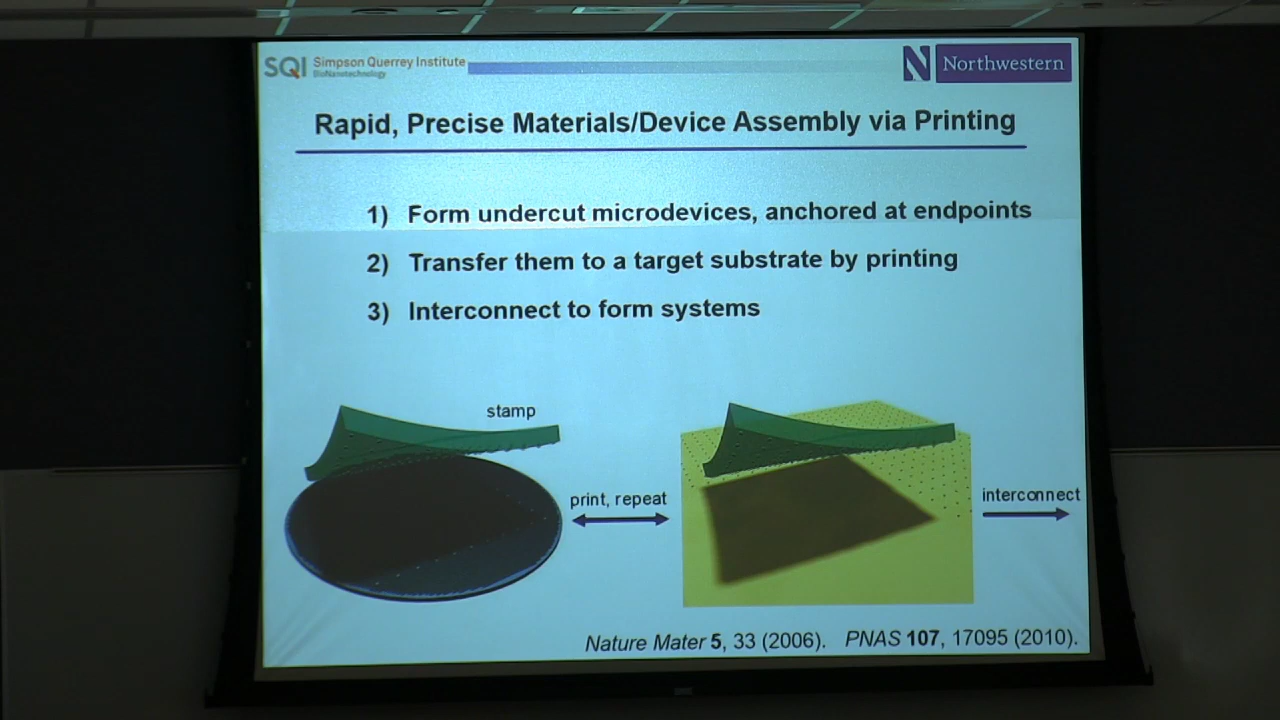 SQI Simpson Querrey Institute
BioNanotechnology
N Northwestern
Rapid, Precise Materials/Device Assembly via Printing
1) Form undercut microdevices, anchored at endpoints
2) Transfer them to a target substrate by printing
3) Interconnect to form systems
stamp
print, repeat
interconnect
Nature Mater 5, 33 (2006). PNAS 107, 17095 (2010).